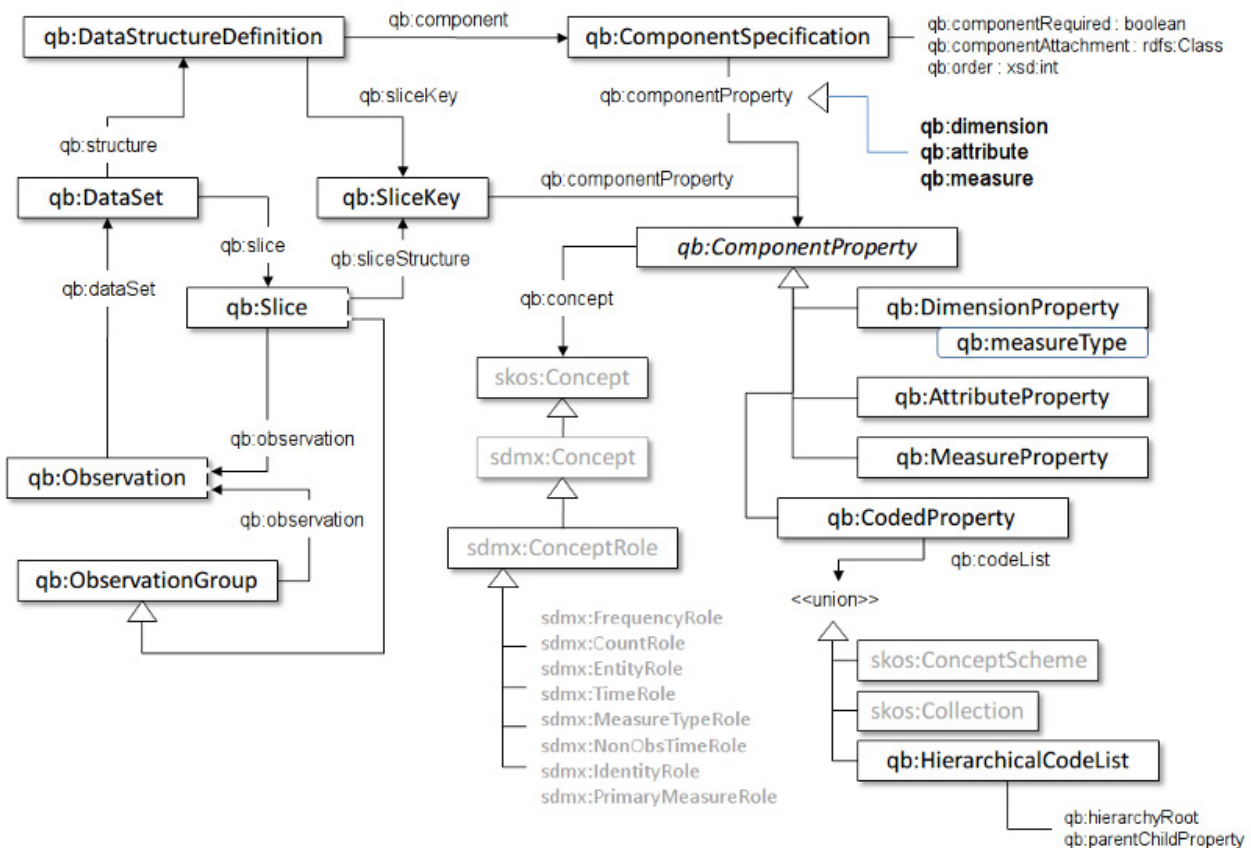 qb:DataStructureDefinition
qb:component
qb:ComponentSpecification
qb:componentRequired : boolean
qb:componentAttachment : rdfs:Class
qb:order : xsd:int
qb:sliceKey
qb:componentProperty
qb:dimension
qb:attribute
qb:measure
qb:structure
qb:DataSet
qb:SliceKey
qb:componentProperty
qb:slice
qb:sliceStructure
qb:ComponentProperty
qb:dataSet
qb:Slice
qb:concept
qb:DimensionProperty
qb:measureType
skos:Concept
qb:AttributeProperty
qb:observation
sdmx:Concept
qb:MeasureProperty
qb:Observation
qb:observation
qb:CodedProperty
sdmx:ConceptRole
qb:codeList
qb:ObservationGroup
<<union>>
sdmx:FrequencyRole
sdmx:CountRole
sdmx:EntityRole
sdmx:TimeRole
sdmx:MeasureTypeRole
sdmx:NonObsTimeRole
sdmx:IdentityRole
sdmx:PrimaryMeasureRole
skos:ConceptScheme
skos:Collection
qb:HierarchicalCodeList
qb:hierarchyRoot
qb:parentChildProperty